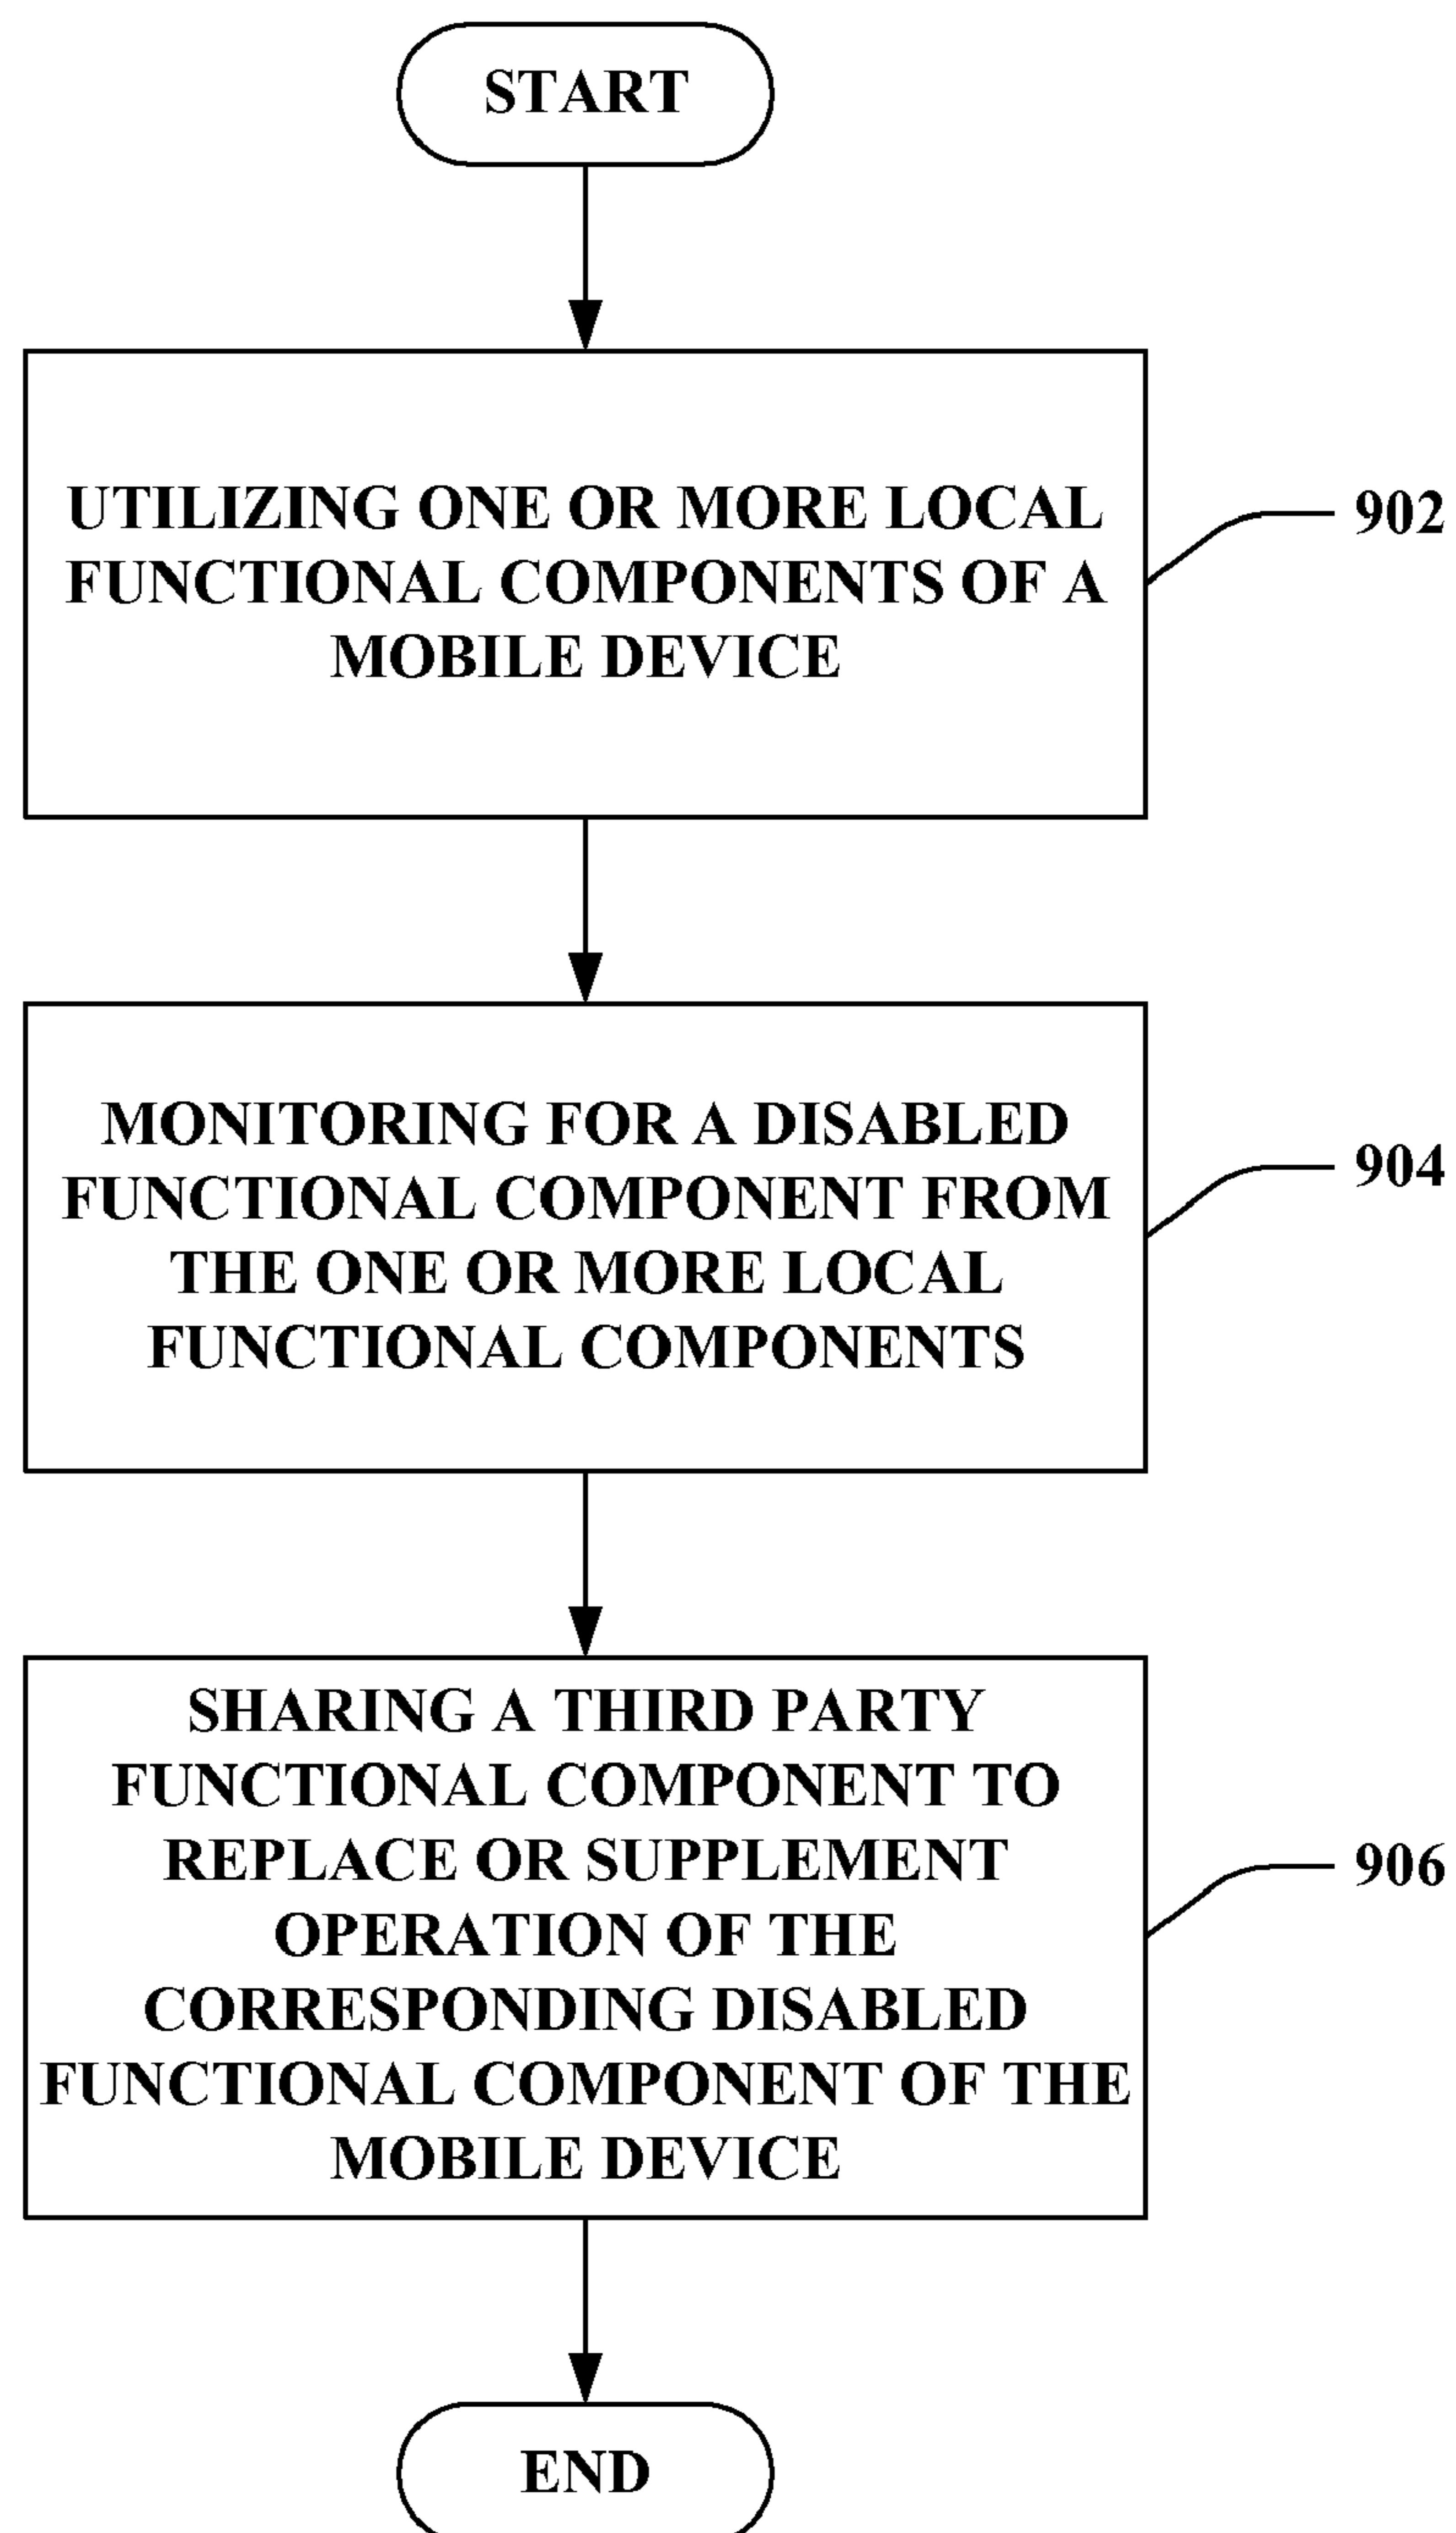 START
UTILIZING ONE OR MORE LOCAL
FUNCTIONAL COMPONENTS OF A
MOBILE DEVICE
902
MONITORING FOR A DISABLED
FUNCTIONAL COMPONENT FROM
THE ONE OR MORE LOCAL
FUNCTIONAL COMPONENTS
904
SHARING A THIRD PARTY
FUNCTIONAL COMPONENT TO
REPLACE OR SUPPLEMENT
OPERATION OF THE
CORRESPONDING DISABLED
FUNCTIONAL COMPONENT OF THE
MOBILE DEVICE
906
END